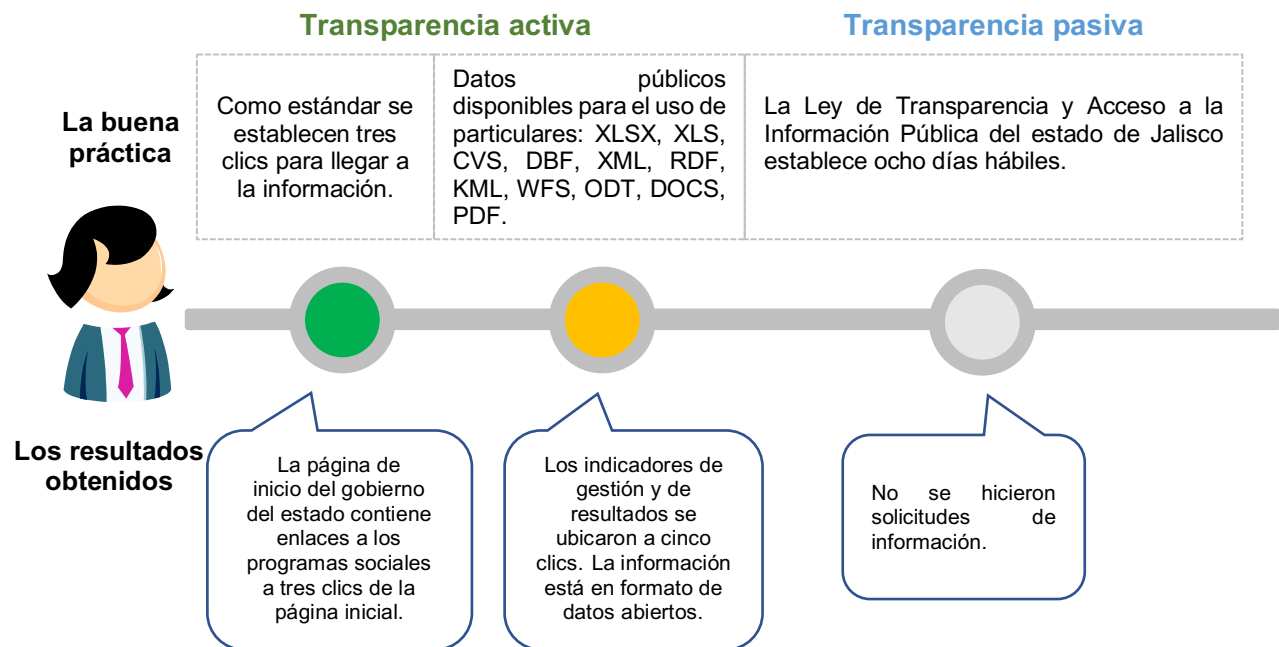 Transparencia activa
Transparencia pasiva
La buena
práctica
Como estándar se
establecen tres
clics para llegar a
la información.
Datos públicos
disponibles para el uso de
particulares: XLSX, XLS,
CVS, DBF, XML, RDF,
KML, WFS, ODT, DOCS,
PDF.
La Ley de Transparencia y Acceso a la
Información Pública del estado de Jalisco
establece ocho días hábiles.
Los resultados
obtenidos
La página de
inicio del gobierno
del estado contiene
enlaces a los
programas sociales
a tres clics de la
página inicial.
Los indicadores de
gestión y de
resultados se
ubicaron a cinco
clics. La información
está en formato de
datos abiertos.
No se hicieron
solicitudes de
información.